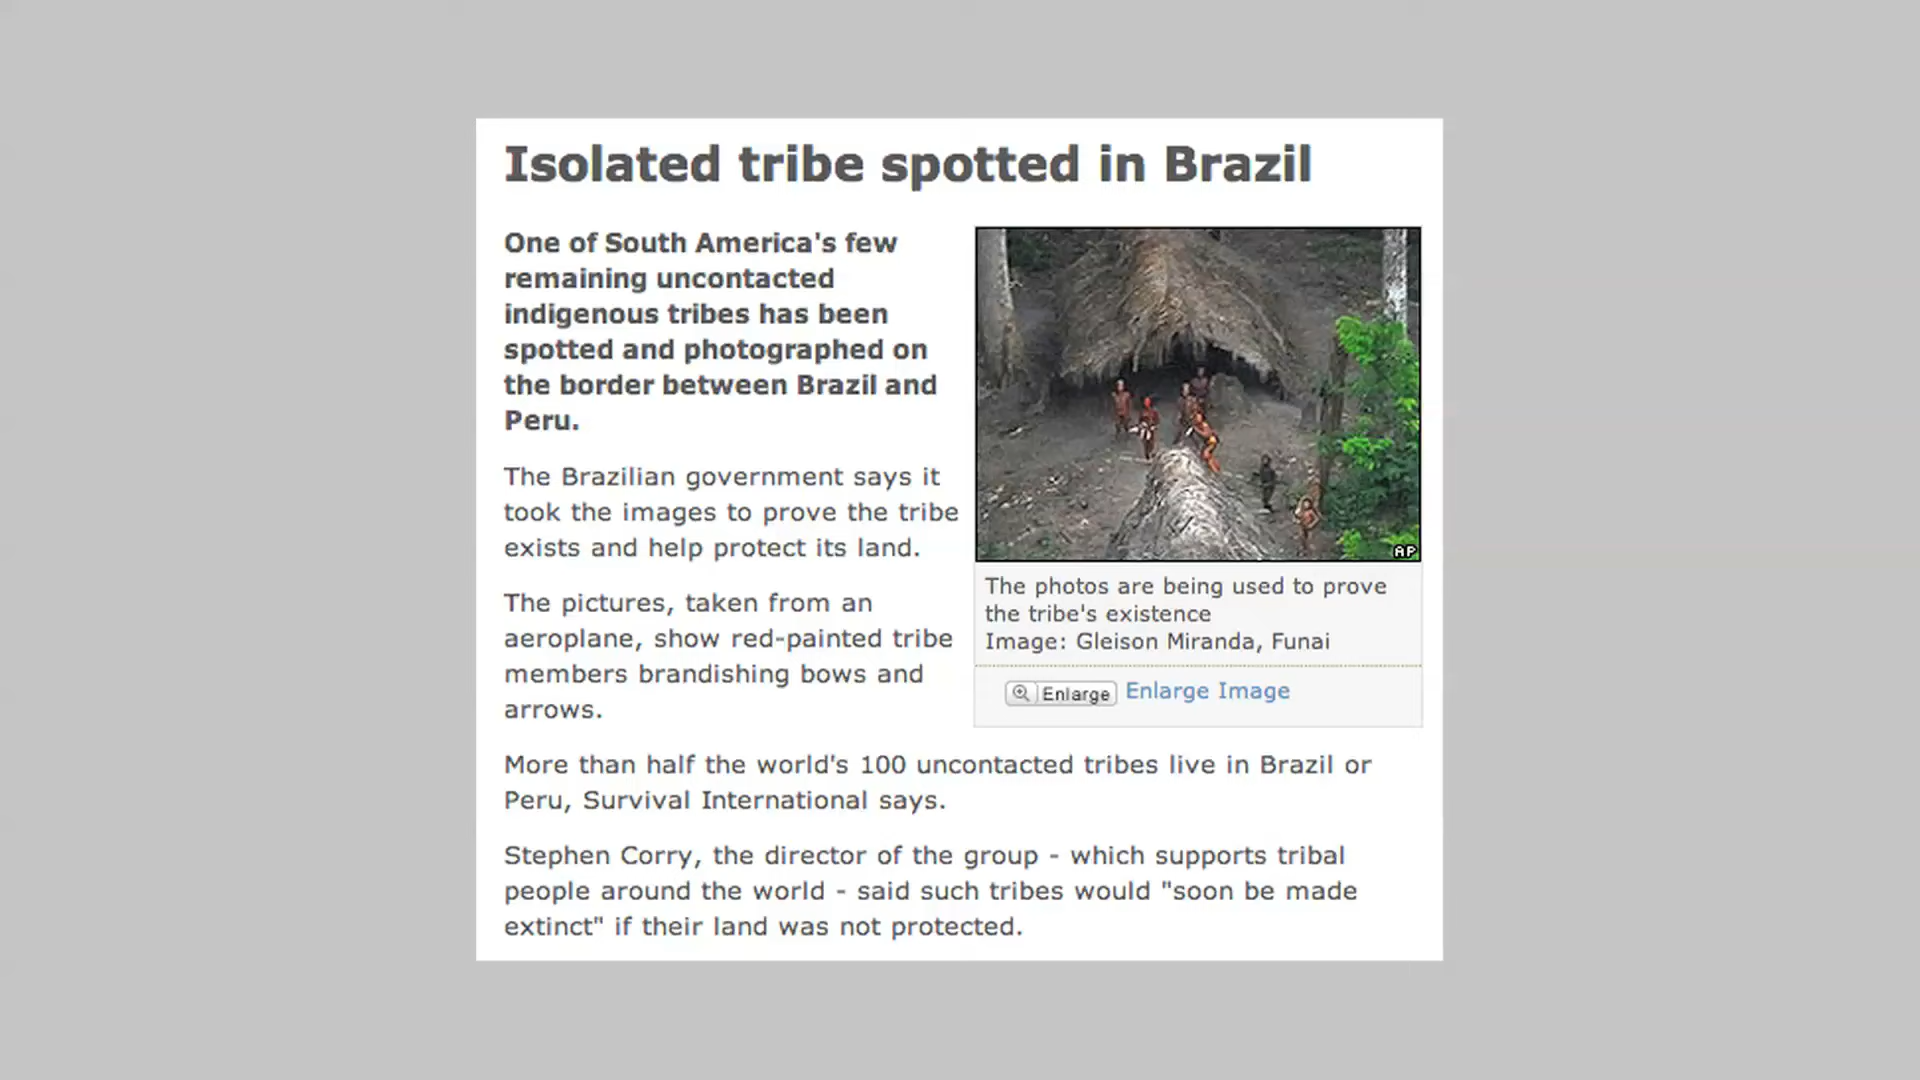 Isolated tribe spotted in Brazil
One of South America's few
remaining uncontacted
indigenous tribes has been
spotted and photographed on
the border between Brazil and
Peru.
The Brazilian government says it
took the images to prove the tribe
exists and help protect its land.
The pictures, taken from an
aeroplane, show red-painted tribe
members brandishing bows and
arrows.
AP
The photos are being used to prove
the tribe's existence
Image: Gleison Miranda, Funai
Enlarge Enlarge Image
More than half the world's 100 uncontacted tribes live in Brazil or
Peru, Survival International says.
Stephen Corry, the director of the group - which supports tribal
people around the world - said such tribes would "soon be made
extinct" if their land was not protected.